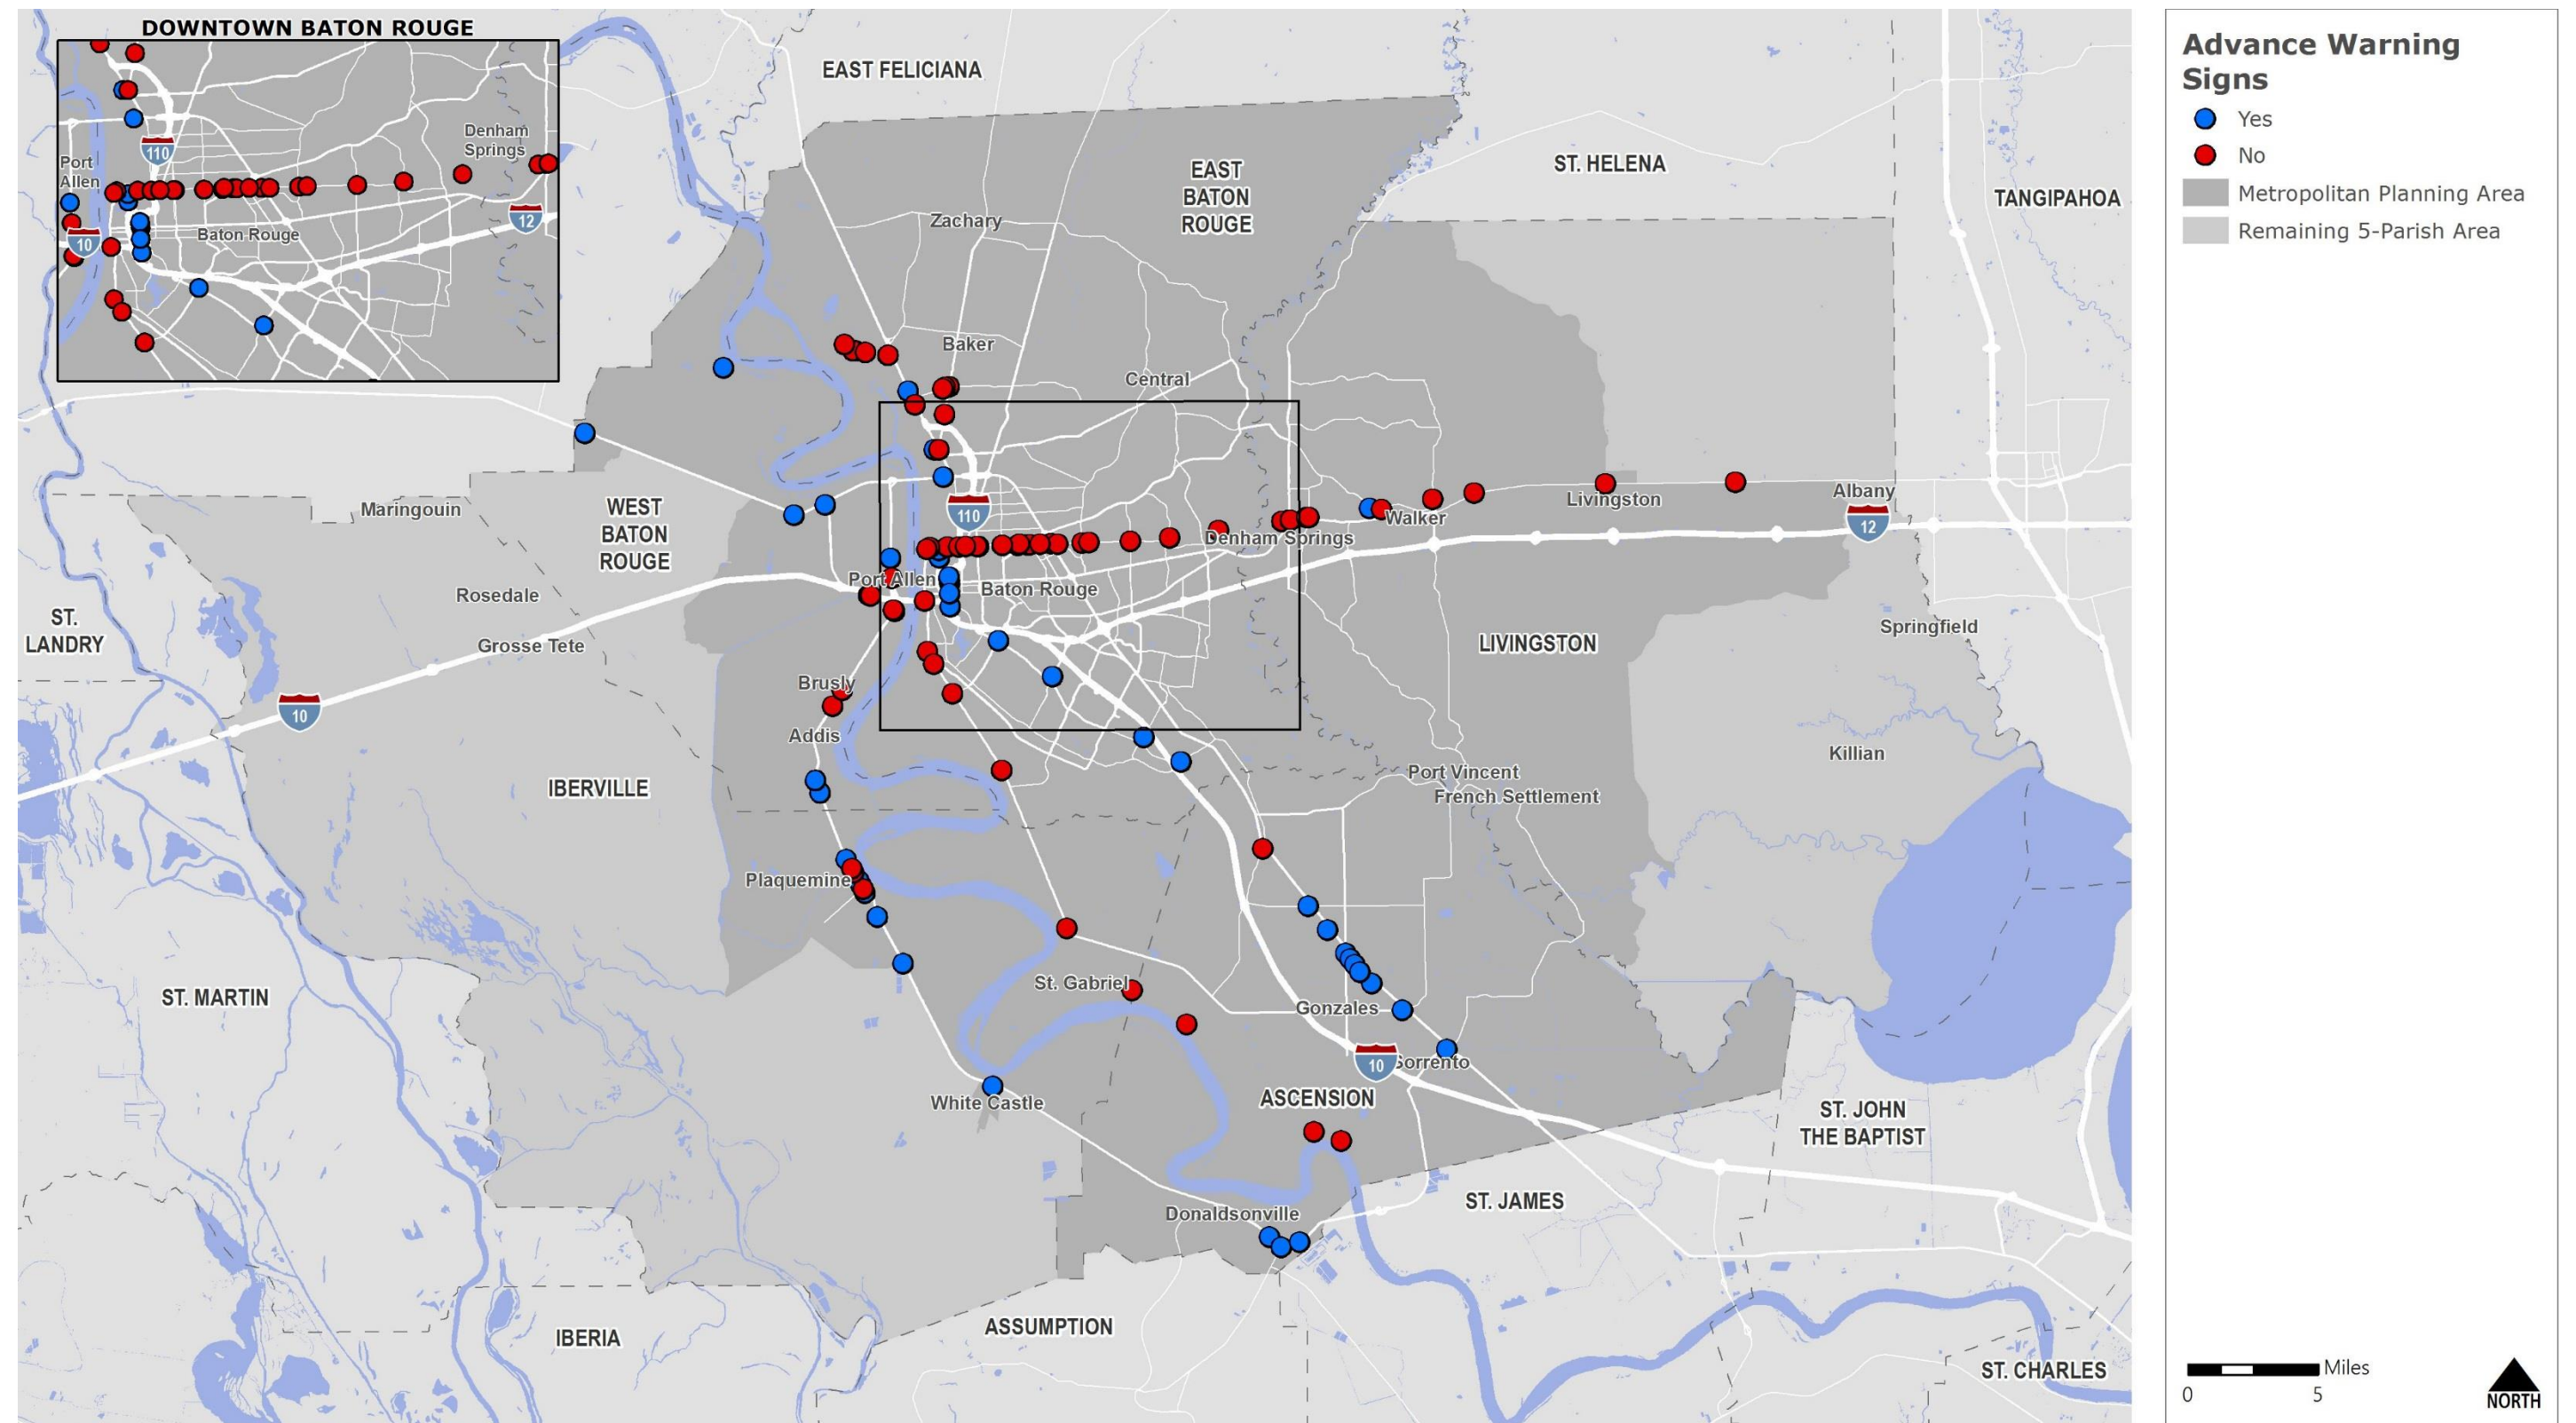 DOWNTOWN BATON ROUGE
110
Denham
Springs
Port
Allen
12
Baton Rouge
10
EAST FELICIANA
EAST
BATON
ROUGE
ST. HELENA
TANGIPAHOA
Zachary
Baker
Central
Maringouin
WEST
BATON
ROUGE
110
Livingston
Albany
Walker
12
Denham Springs
Port Allen
Baton Rouge
Rosedale
ST.
LANDRY
Grosse Tete
LIVINGSTON
Springfield
Brusly
10
Addis
Killian
IBERVILLE
Port Vincent
French Settlement
Plaquemine
St. Gabriel
ST. MARTIN
Gonzales
10
Sorrento
White Castle
ASCENSION
ST. JOHN
THE BAPTIST
Donaldsonville
ST. JAMES
IBERIA
ASSUMPTION
ST. CHARLES
Advance Warning
Signs
Yes
No
Metropolitan Planning Area
Remaining 5-Parish Area
Miles
0 5
NORTH